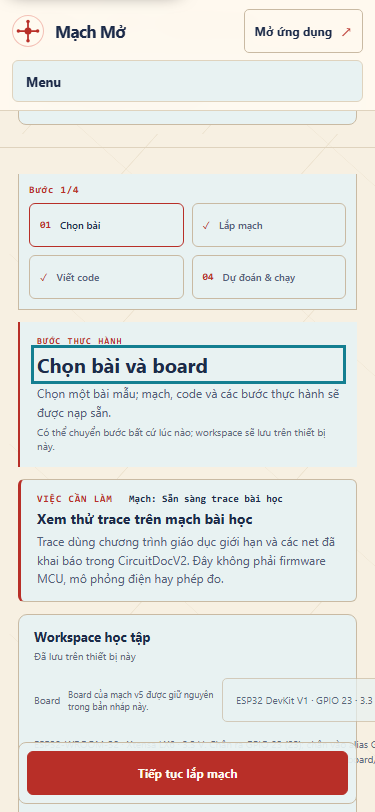 Mạch Mở
Mở ứng dụng ↗
Menu
Bước 1/4
01 Chọn bài
✓ Lắp mạch
✓ Viết code
04 Dự đoán & chạy
BƯỚC THỰC HÀNH
Chọn bài và board
Chọn một bài mẫu; mạch, code và các bước thực hành sẽ
được nạp sẵn.
Có thể chuyển bước bất cứ lúc nào; workspace sẽ lưu trên thiết bị
này.
VIỆC CẦN LÀM Mạch: Sẵn sàng trace bài học
Xem thử trace trên mạch bài học
Trace dùng chương trình giáo dục giới hạn và các net đã
khai báo trong CircuitDocV2. Đây không phải firmware
MCU, mô phỏng điện hay phép đo.
Workspace học tập
Đã lưu trên thiết bị này
Board
Board của mạch v5 được giữ nguyên
trong bản nháp này.
ESP32 DevKit V1 · GPIO 23 · 3.3
Tiếp tục lắp mạch